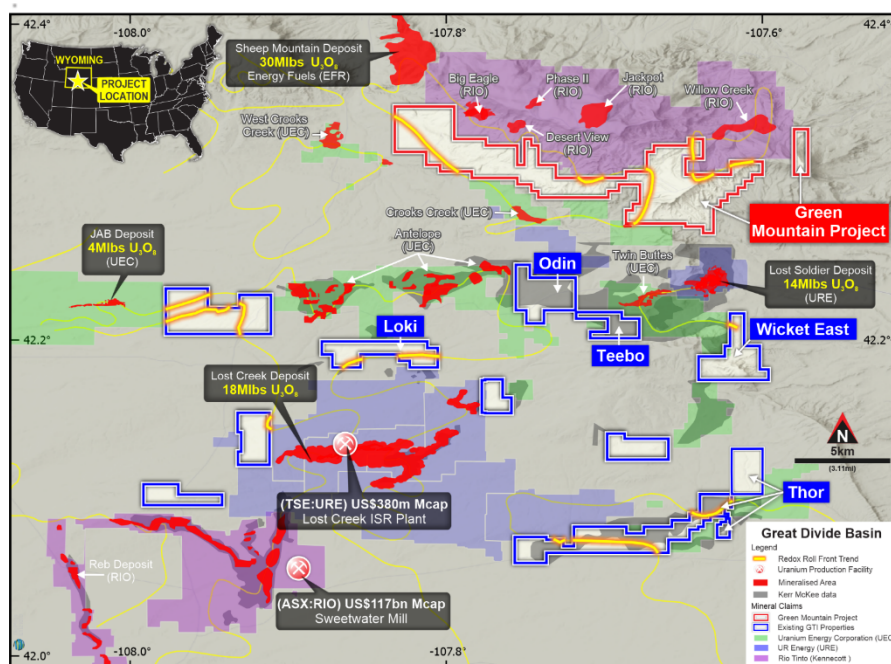 42.4°
-108.0°
-107.8°
-107.6°
42.4°
WYOMING
PROJECT
LOCATION
Sheep Mountain Deposit
30Mlbs U₃O₈
Energy Fuels (EFR)
Big Eagle
(RIO)
Phase II
(RIO)
Jackpot
(RIO)
Willow Creek
(RIO)
Desert View
(RIO)
West Crooks
Creek (UEC)
Crooks Creek (UEC)
Green
Mountain Project
JAB Deposit
4Mlbs U₃O₈
(UEC)
Antelope
(UEC)
Odin
Twin Buttes
(UEC)
Lost Soldier Deposit
14Mlbs U₃O₈
(URE)
42.2°
Loki
Teebo
Wicket East
42.2°
Lost Creek Deposit
18Mlbs U₃O₈
N
5km
(3.11mi)
(TSE:URE) US$380m Mcap
Lost Creek ISR Plant
Thor
Reb Deposit
(RIO)
(ASX:RIO) US$117bn Mcap
Sweetwater Mill
Great Divide Basin
Legend
Redox Roll Front Trend
Uranium Production Facility
Mineralised Area
Kerr McKee data
Mineral Claims
Green Mountain Project
Existing GTI Properties
Uranium Energy Corporation (UEC)
UR Energy (URE)
Rio Tinto (Kennecott)
42.0°
-108.0°
-107.8°
-107.6°
42.0°